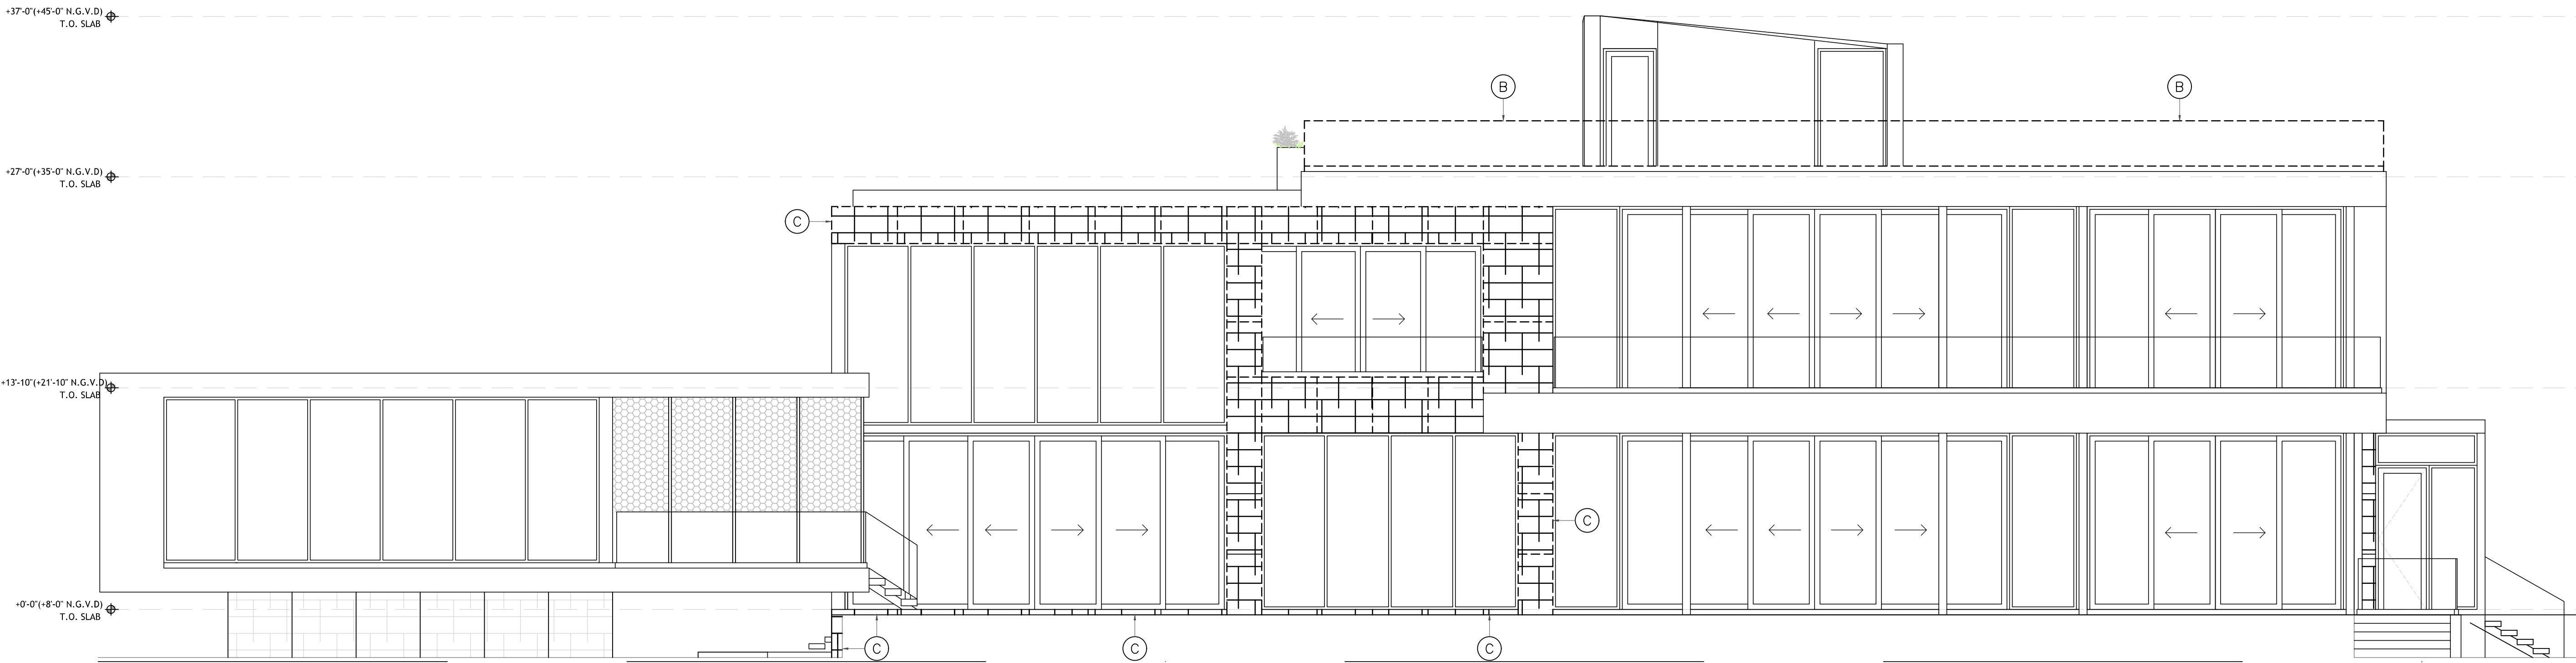 +37'-0"(+45'-0" N.G.V.D)
T.O. SLAB
B
B
+27'-0"(+35'-0" N.G.V.D)
T.O. SLAB
C
+13'-10"(+21'-10" N.G.V.D)
T.O. SLAB
C
+0'-0"(+8'-0" N.G.V.D)
T.O. SLAB
C
C
C